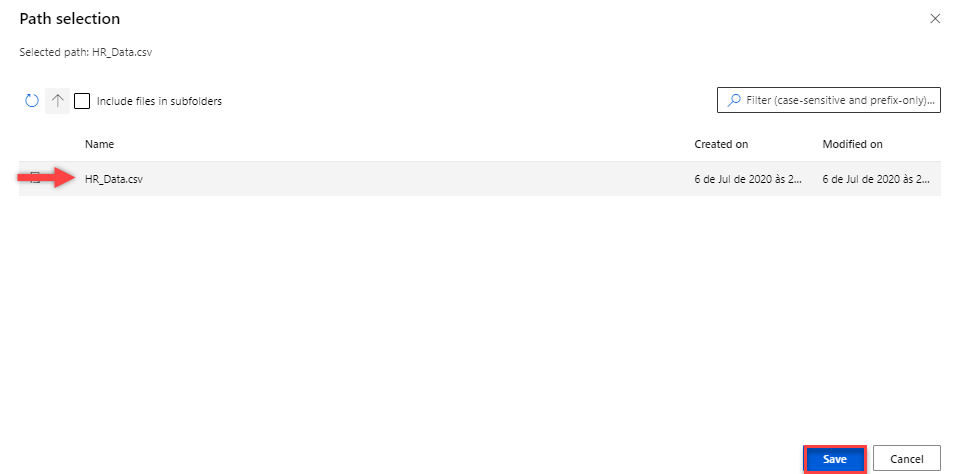 Path selection
Selected path: HR_Data.csv
Include files in subfolders
Filter (case-sensitive and prefix-only)...
Name Created on Modified on
HR_Data.csv 6 de Jul de 2020 às 2... 6 de Jul de 2020 às 2...
Save Cancel